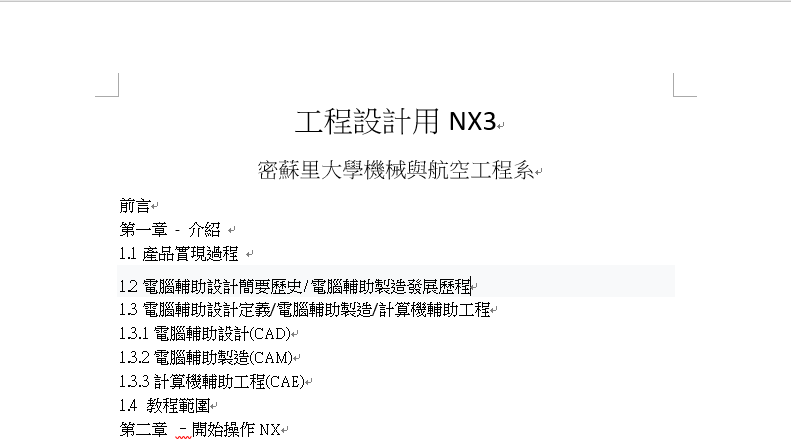 工程設計用 NX3
密蘇里大學機械與航空工程系
前言
第一章 - 介紹
1.1 產品實現過程
1.2 電腦輔助設計簡要歷史/電腦輔助製造發展歷程
1.3 電腦輔助設計定義/電腦輔助製造/計算機輔助工程
1.3.1 電腦輔助設計(CAD)
1.3.2 電腦輔助製造(CAM)
1.3.3 計算機輔助工程(CAE)
1.4 教程範圍
第二章 －開始操作 NX